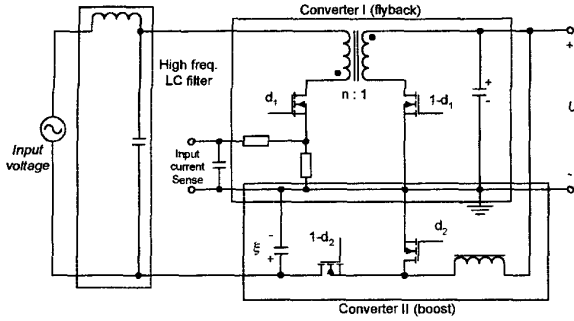 Converter I (flyback)
High freq.
LC filter
n : 1
d1
1-d1
Input
voltage
Input
current
Sense
+
-
+
U
-
1-d2
d2
-
ξ
+
Converter II (boost)